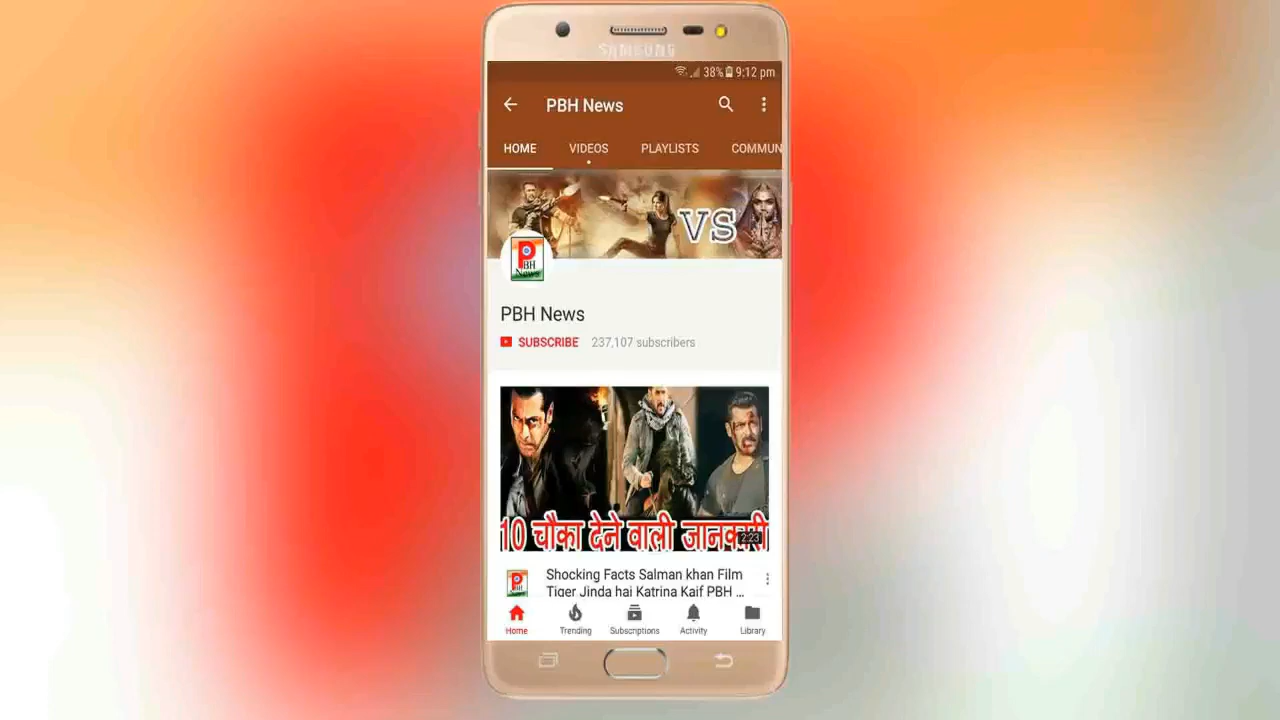 SAMSUNG
38% 9:12 pm
PBH News
HOME VIDEOS PLAYLISTS COMMUN
VS
P
BH
News
PBH News
SUBSCRIBE 237,107 subscribers
10 चौका देने वाली जानकारी
2:23
Shocking Facts Salman khan Film
Tiger Jinda hai Katrina Kaif PBH ...
Home Trending Subscriptions Activity Library